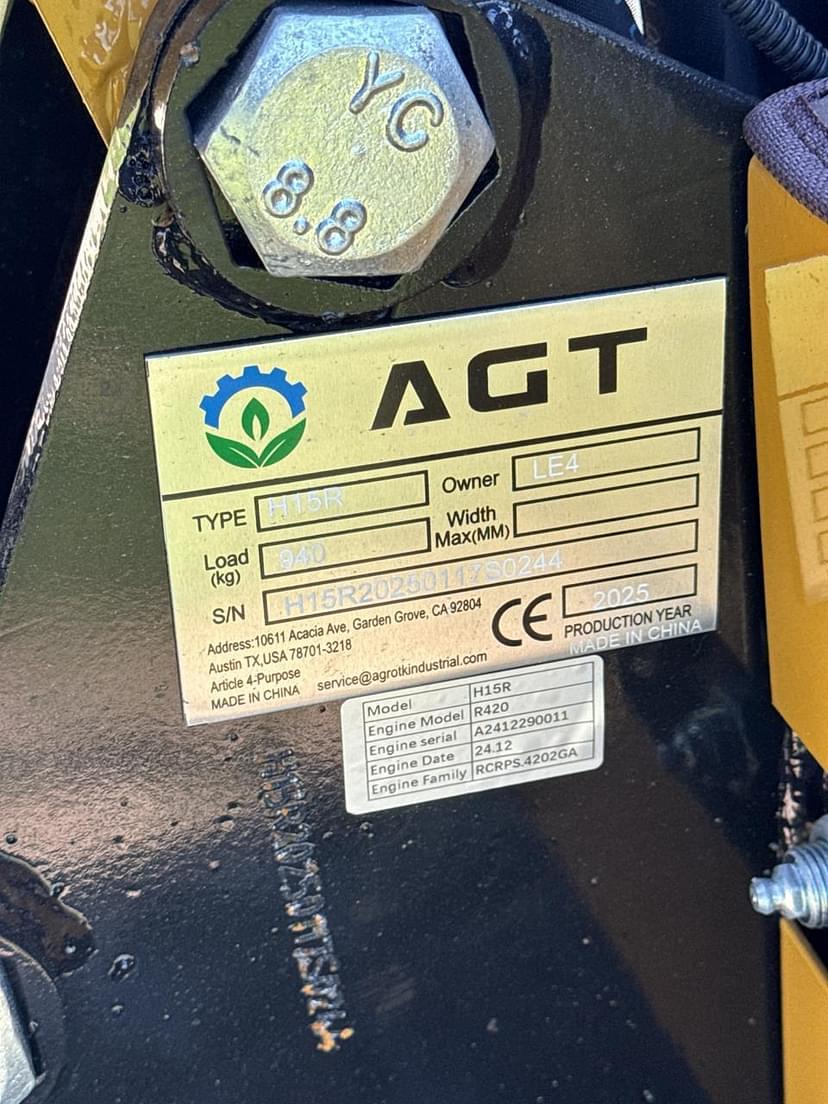 YC
8.8
AGT
TYPE H15R Owner LE4
Load (kg) 940 Width Max(MM)
S/N H15R20250117S0244
Address:10611 Acacia Ave, Garden Grove, CA 92804
Austin TX,USA 78701-3218
Article 4-Purpose
MADE IN CHINA service@agrotkindustrial.com
CE 2025
PRODUCTION YEAR
MADE IN CHINA
Model H15R
Engine Model R420
Engine serial A2412290011
Engine Date 24.12
Engine Family RCRPS.4202GA